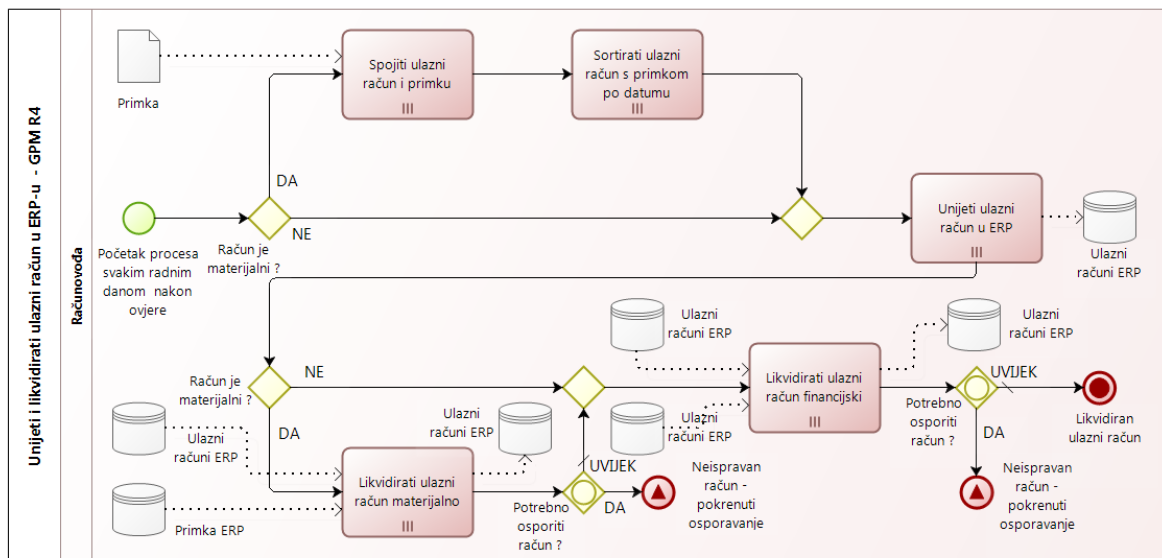 Unijeti i likvidirati ulazni račun u ERP-u - GPM R4
Računovođa
Primka
Spojiti ulazni
račun i primku
Sortirati ulazni
račun s primkom
po datumu
DA
NE
Početak procesa
svakim radnim
danom nakon
ovjere
Račun je
materijalni ?
Unijeti ulazni
račun u ERP
Ulazni
računi ERP
Račun je
materijalni ?
NE
DA
Ulazni
računi ERP
Primka ERP
Likvidirati ulazni
račun materijalno
Ulazni
računi ERP
Potrebno
osporiti
račun ?
UVIJEK
DA
Neispravan
račun -
pokrenuti
osporavanje
Ulazni
računi ERP
Ulazni
računi ERP
Likvidirati ulazni
račun financijski
Ulazni
računi ERP
Potrebno
osporiti
račun ?
UVIJEK
DA
Likvidiran
ulazni račun
Neispravan
račun -
pokrenuti
osporavanje